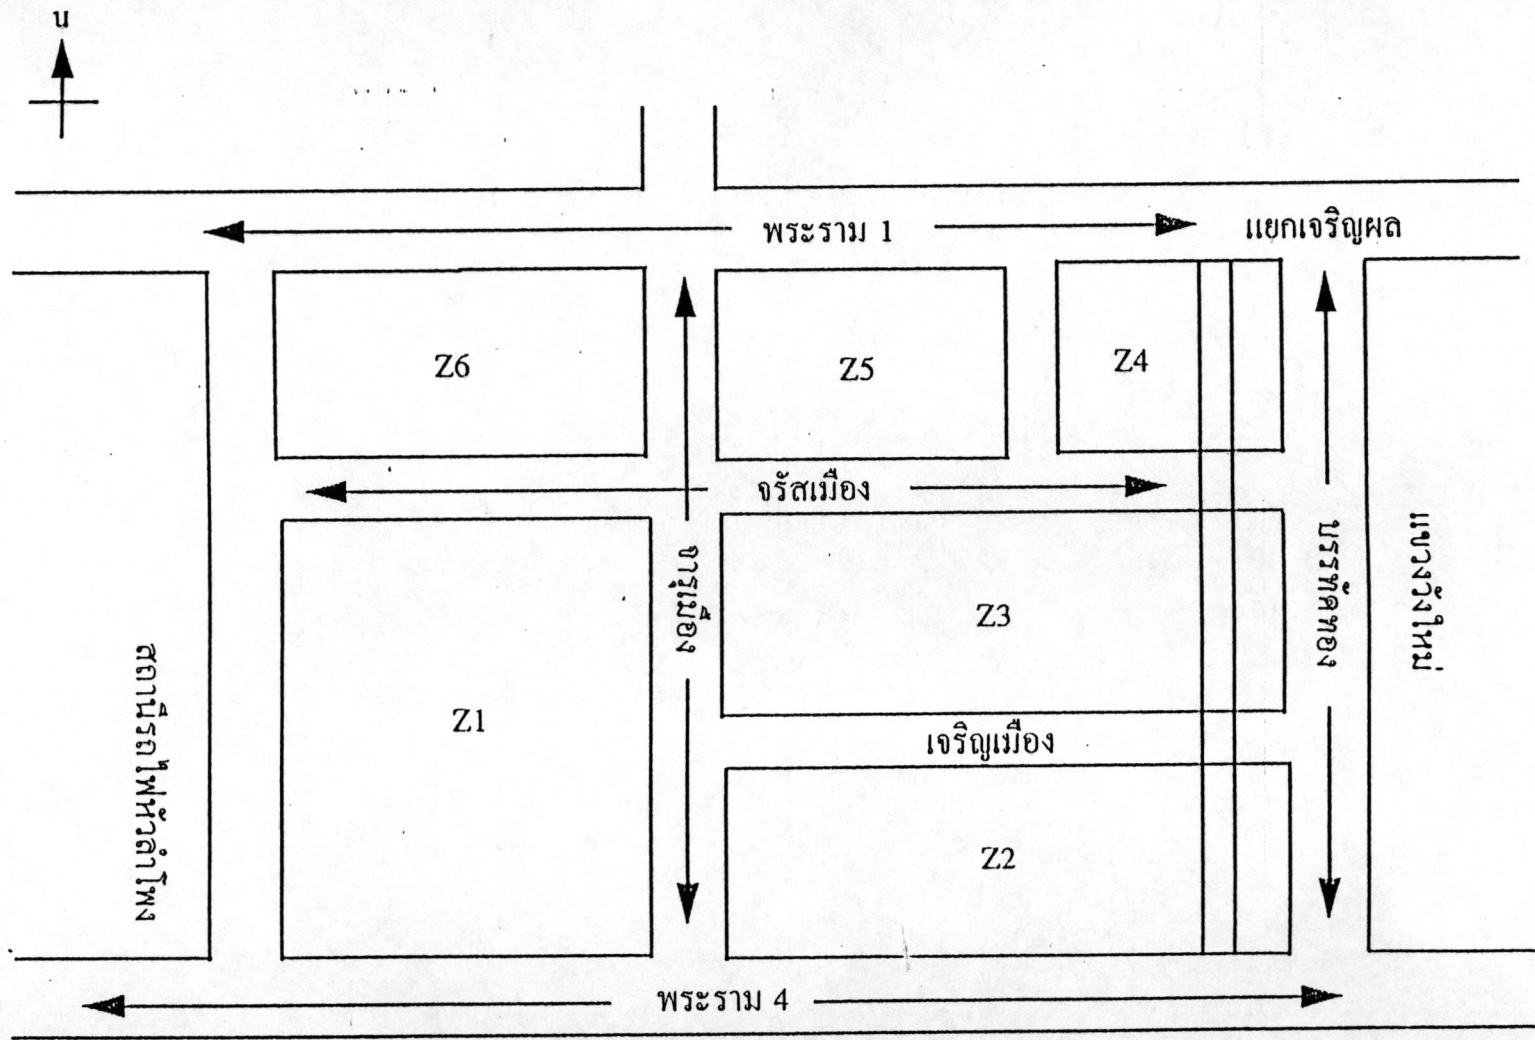 น
พระราม 1
แยกเจริญผล
Z6
Z5
Z4
จรัสเมือง
จารุเมือง
บรรทัดทอง
แขวงวังใหม่
Z3
สถานีรถไฟหัวลำโพง
Z1
เจริญเมือง
Z2
พระราม 4